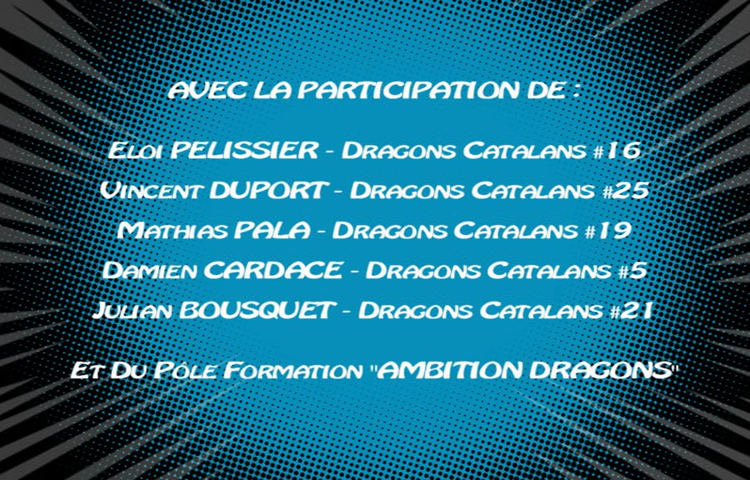 AVEC LA PARTICIPATION DE :
Eloi PELISSIER - Dragons Catalans #16
Vincent DUPORT - Dragons Catalans #25
Mathias PALA - Dragons Catalans #19
Damien CARDACE - Dragons Catalans #5
Julian BOUSQUET - Dragons Catalans #21
Et Du Pôle Formation "AMBITION DRAGONS"